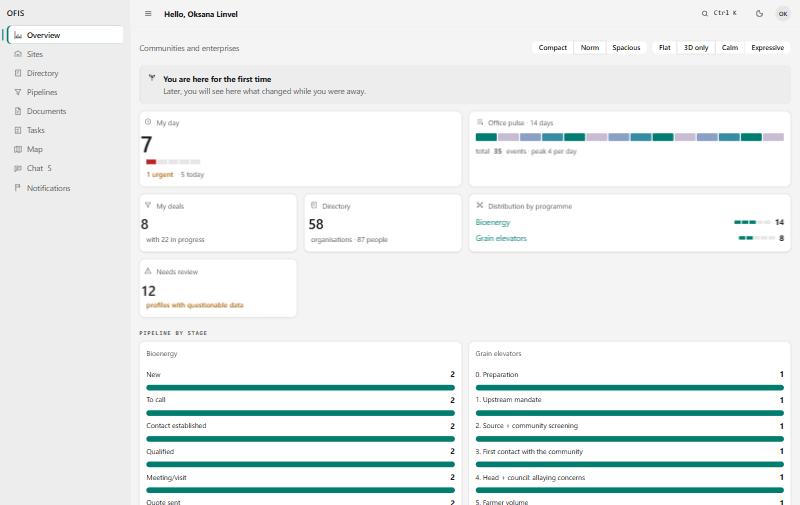 OFIS
Hello, Oksana Linvel
Ctrl K
OK
Overview
Sites
Directory
Pipelines
Documents
Tasks
Map
Chat 5
Notifications
Communities and enterprises
Compact Norm Spacious Flat 3D only Calm Expressive
You are here for the first time
Later, you will see here what changed while you were away.
My day
7
1 urgent · 5 today
Office pulse · 14 days
total 35 events · peak 4 per day
My deals
8
with 22 in progress
Directory
58
organisations · 87 people
Distribution by programme
Bioenergy 14
Grain elevators 8
Needs review
12
profiles with questionable data
PIPELINE BY STAGE
Bioenergy
New 2
To call 2
Contact established 2
Qualified 2
Meeting/visit 2
Quote sent 2
Grain elevators
0. Preparation 1
1. Upstream mandate 1
2. Source + community screening 1
3. First contact with the community 1
4. Head + council: allaying concerns 1
5. Farmer volume 1